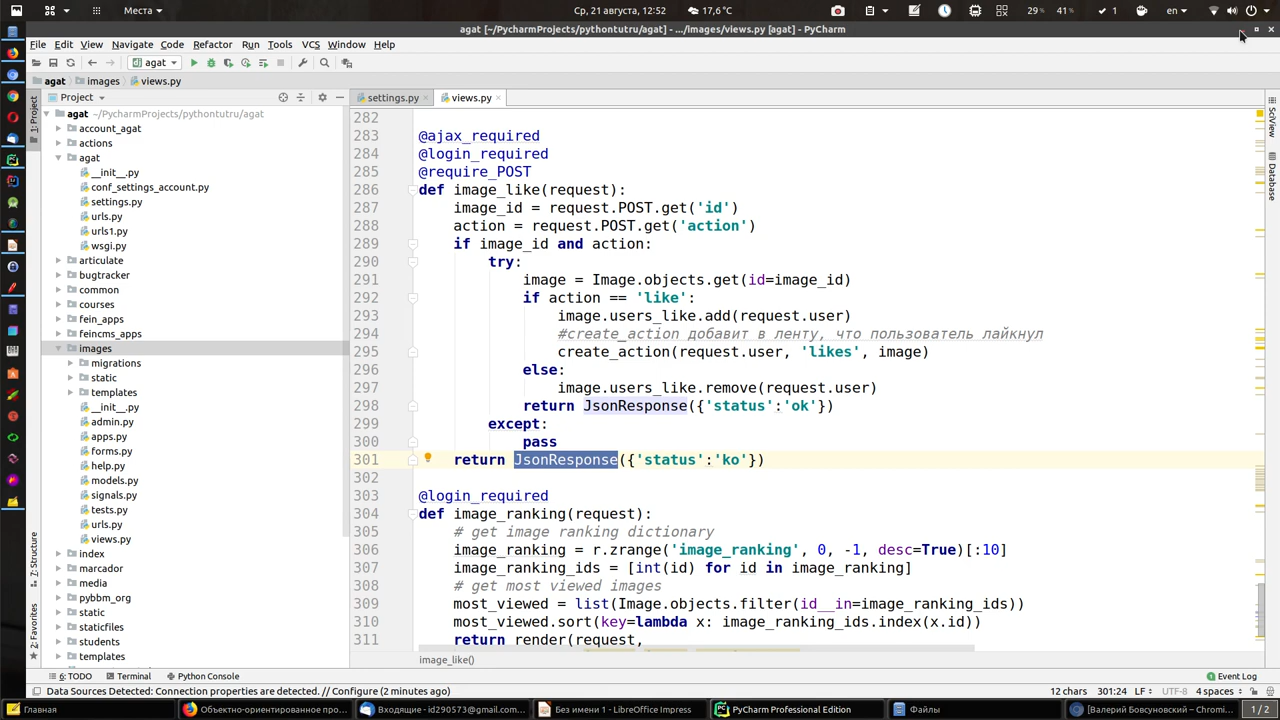 Места
Ср, 21 августа, 12:52
17,6°C
29%
41%
1
en
agat [~/PycharmProjects/pythontutru/agat] - .../images/views.py [agat] - PyCharm
File Edit View Navigate Code Refactor Run Tools VCS Window Help
agat
agat images views.py
Project
settings.py
views.py
1: Project
7: Structure
2: Favorites
SciView
Database
agat ~/PycharmProjects/pythontutru/agat
account_agat
actions
agat
__init__.py
conf_settings_account.py
settings.py
urls.py
urls1.py
wsgi.py
articulate
bugtracker
common
courses
fein_apps
feincms_apps
images
migrations
static
templates
__init__.py
admin.py
apps.py
forms.py
help.py
models.py
signals.py
tests.py
urls.py
views.py
index
marcador
media
pybbm_org
static
staticfiles
students
templates
282
283 @ajax_required
284 @login_required
285 @require_POST
286 def image_like(request):
287 image_id = request.POST.get('id')
288 action = request.POST.get('action')
289 if image_id and action:
290 try:
291 image = Image.objects.get(id=image_id)
292 if action == 'like':
293 image.users_like.add(request.user)
294 #create_action добавит в ленту, что пользователь лайкнул
295 create_action(request.user, 'likes', image)
296 else:
297 image.users_like.remove(request.user)
298 return JsonResponse({'status':'ok'})
299 except:
300 pass
301 return JsonResponse({'status':'ko'})
302
303 @login_required
304 def image_ranking(request):
305 # get image ranking dictionary
306 image_ranking = r.zrange('image_ranking', 0, -1, desc=True)[:10]
307 image_ranking_ids = [int(id) for id in image_ranking]
308 # get most viewed images
309 most_viewed = list(Image.objects.filter(id__in=image_ranking_ids))
310 most_viewed.sort(key=lambda x: image_ranking_ids.index(x.id))
311 return render(request,
image_like()
6: TODO
Terminal
Python Console
Event Log
Data Sources Detected: Connection properties are detected. // Configure (2 minutes ago)
12 chars 301:24 LF UTF-8 4 spaces
Главная
Объектно-ориентированное про...
Входящие - id290573@gmail.com...
Без имени 1 - LibreOffice Impress
PyCharm Professional Edition
Файлы
[Валерий Бовсуновский - Chromi...
1 / 2